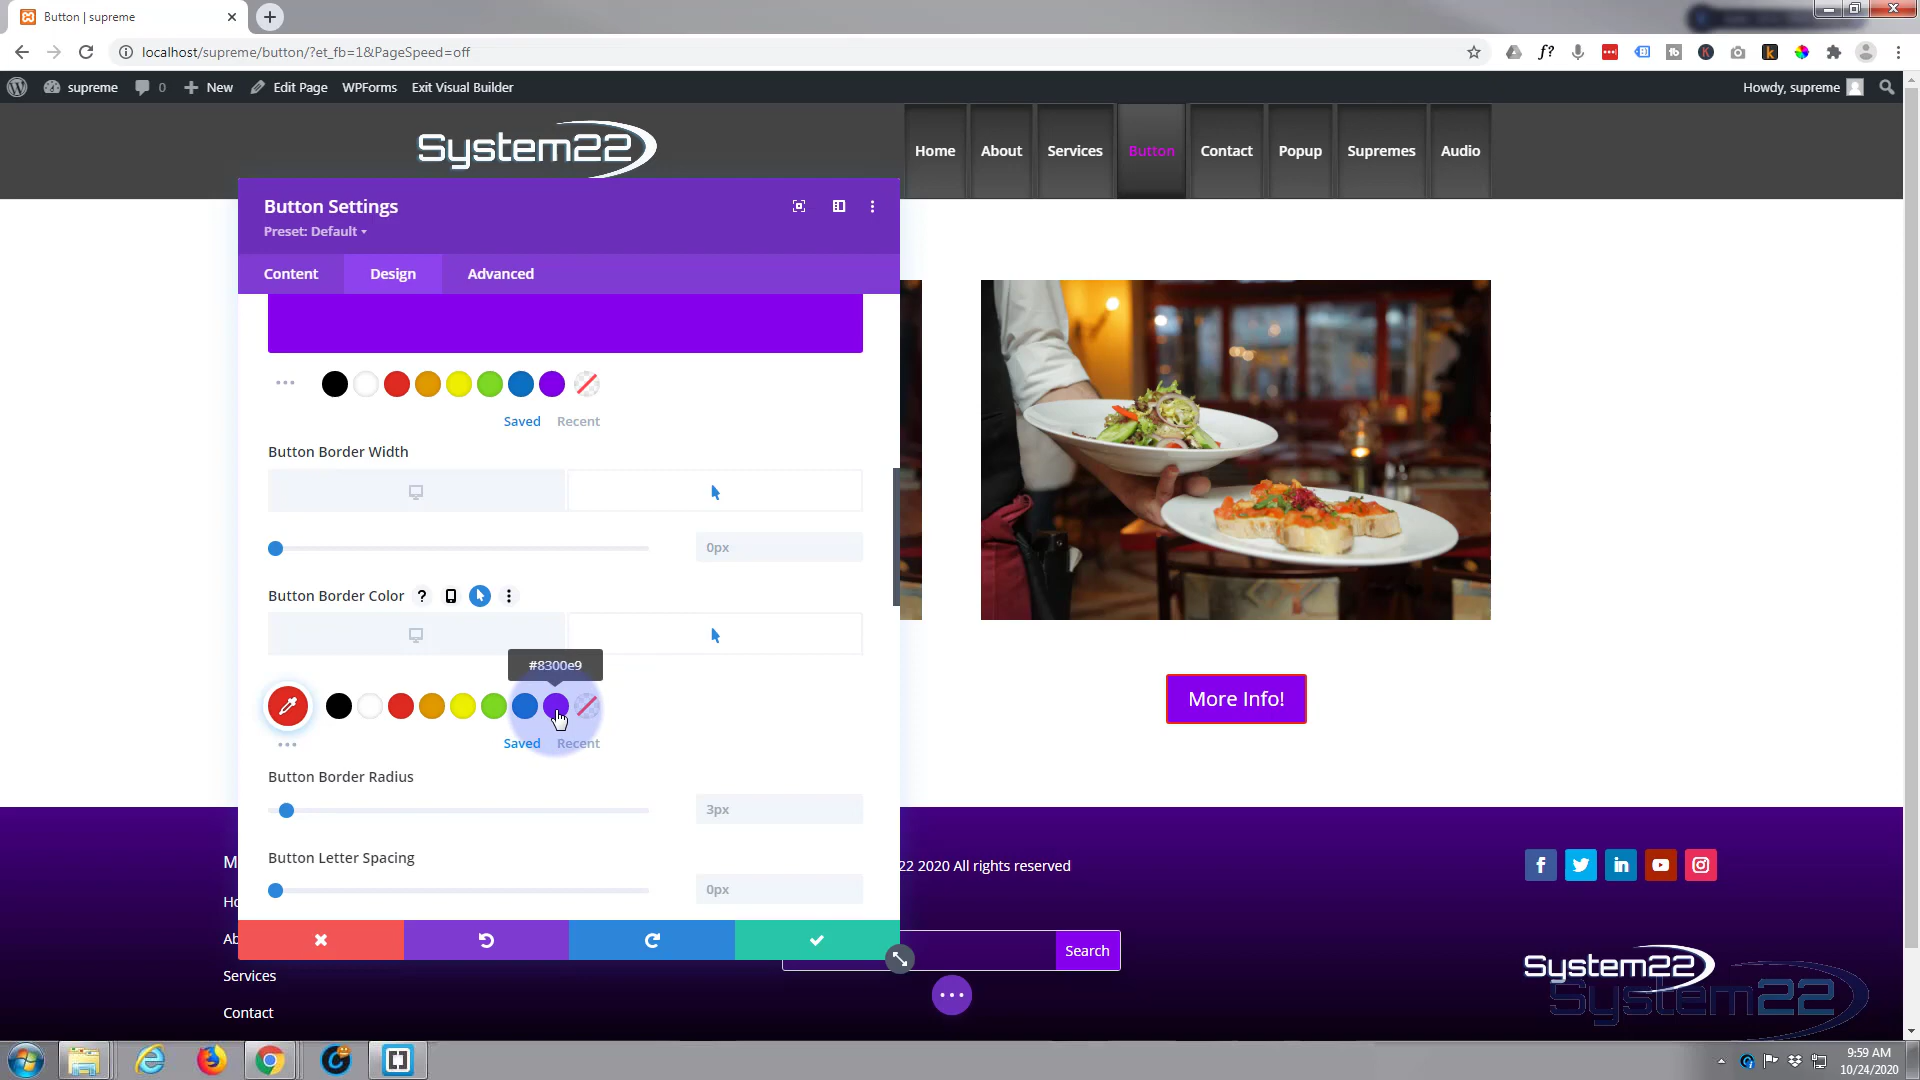 Button | supreme
localhost/supreme/button/?et_fb=1&PageSpeed=off
supreme 0 New Edit Page WPForms Exit Visual Builder Howdy, supreme
System22
Home About Services Button Contact Popup Supremes Audio
Button Settings
Preset: Default
Content Design Advanced
Saved Recent
Button Border Width
0px
Button Border Color ?
#8300e9
Saved Recent
More Info!
Button Border Radius
3px
Button Letter Spacing
0px
22 2020 All rights reserved
Search
Services
Contact
System22
System22
9:59 AM
10/24/2020